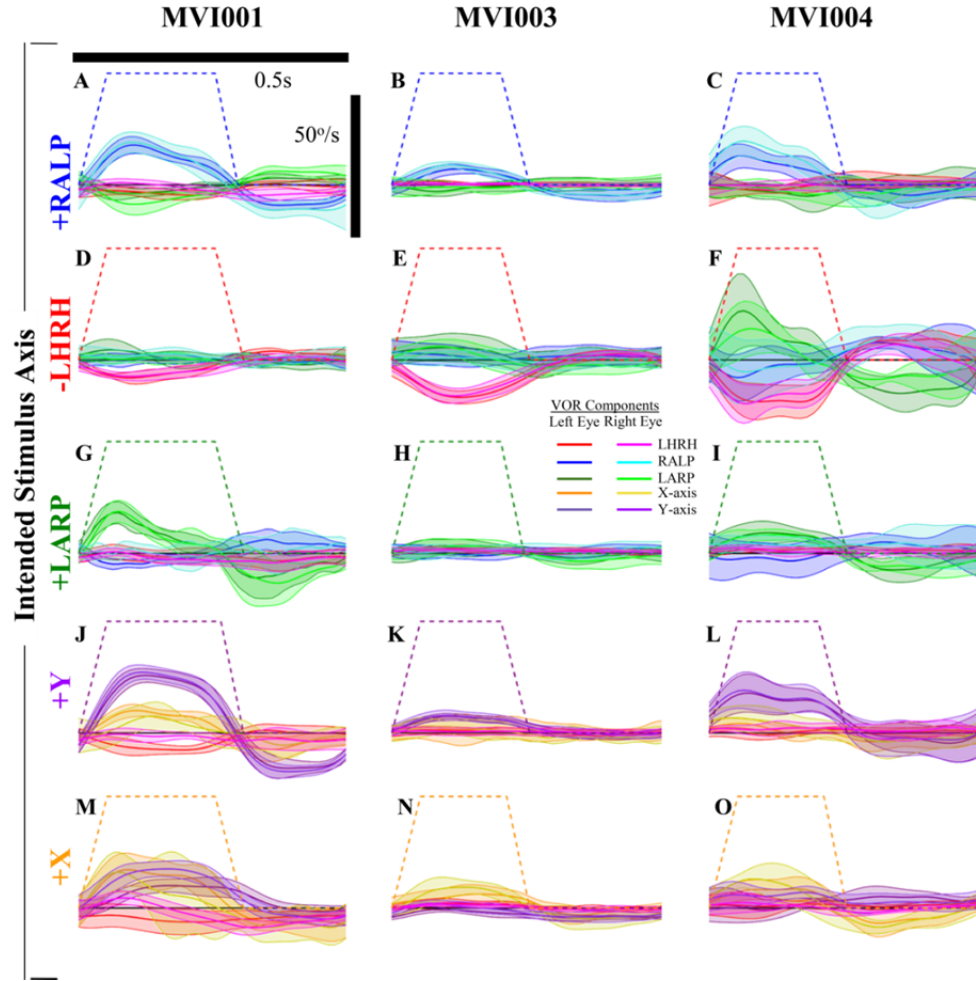 MVI001 MVI003 MVI004
Intended Stimulus Axis
+RALP
A
0.5s
50º/s
B
C
-LHRH
D
E
F
VOR Components
Left Eye Right Eye
LHRH
RALP
LARP
X-axis
Y-axis
+LARP
G
H
I
+Y
J
K
L
+X
M
N
O